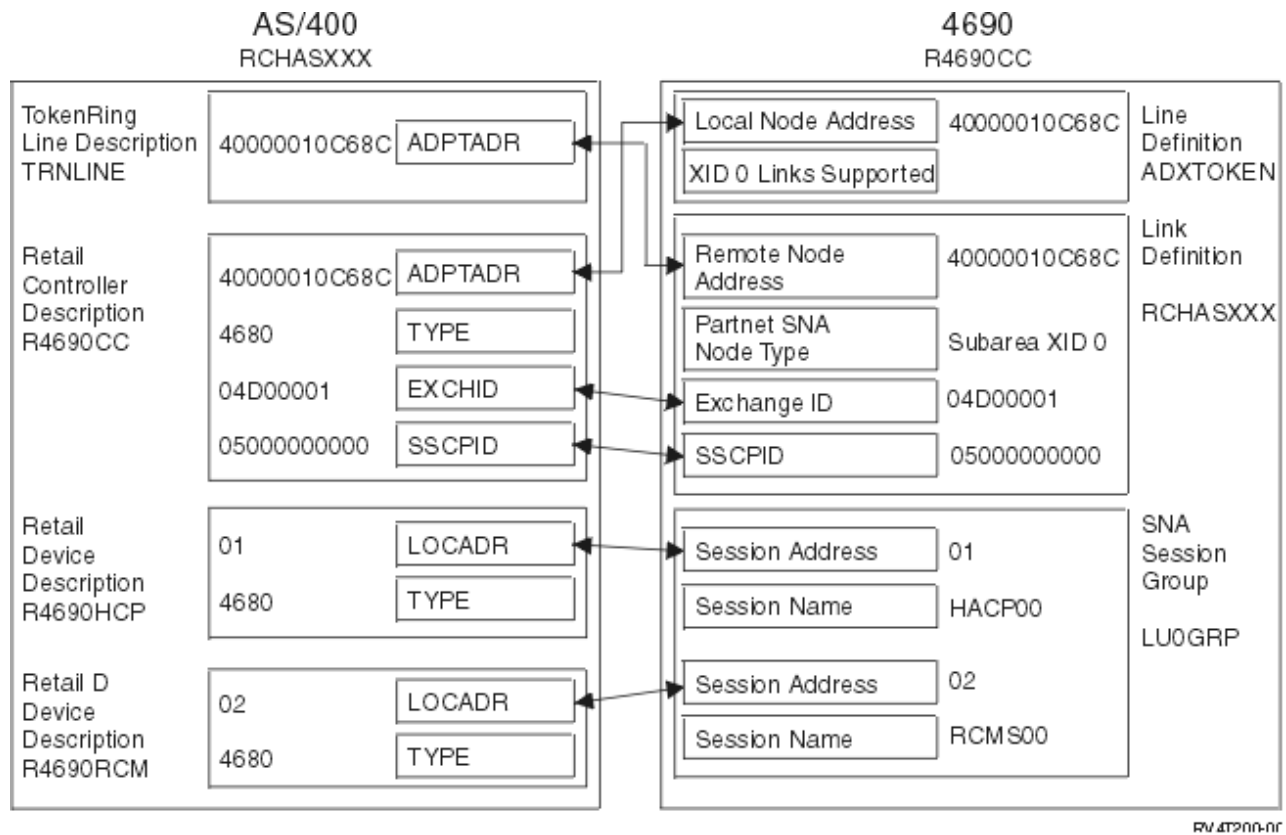 AS/400
RCHASXXX
TokenRing
Line Description
TRNLINE
40000010C68C
ADPTADR
Retail
Controller
Description
R4690CC
40000010C68C
ADPTADR
4680
TYPE
04D00001
EXCHID
05000000000
SSCPID
Retail
Device
Description
R4690HCP
01
LOCADR
4680
TYPE
Retail D
Device
Description
R4690RCM
02
LOCADR
4680
TYPE
4690
R4690CC
Local Node Address
40000010C68C
XID 0 Links Supported
Line
Definition
ADXTOKEN
Remote Node
Address
40000010C68C
Partnet SNA
Node Type
Subarea XID 0
Exchange ID
04D00001
SSCPID
05000000000
Link
Definition
RCHASXXX
Session Address
01
Session Name
HACP00
Session Address
02
Session Name
RCMS00
SNA
Session
Group
LU0GRP